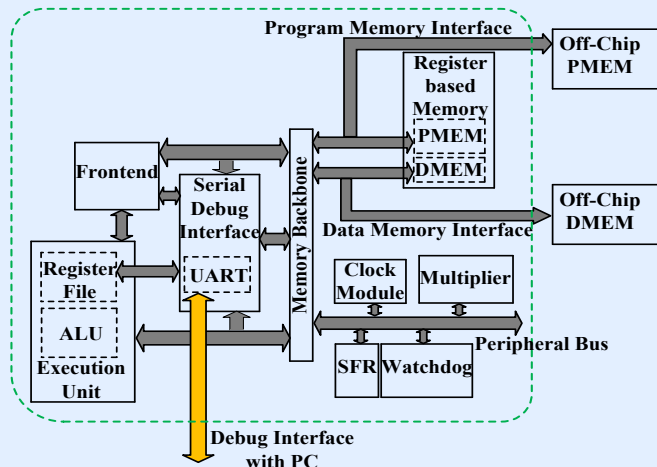 Program Memory Interface
Off-Chip
PMEM
Register
based
Memory
PMEM
DMEM
Frontend
Serial
Debug
Interface
UART
Memory Backbone
Off-Chip
DMEM
Data Memory Interface
Register
File
ALU
Execution
Unit
Clock
Module
Multiplier
Peripheral Bus
SFR
Watchdog
Debug Interface
with PC